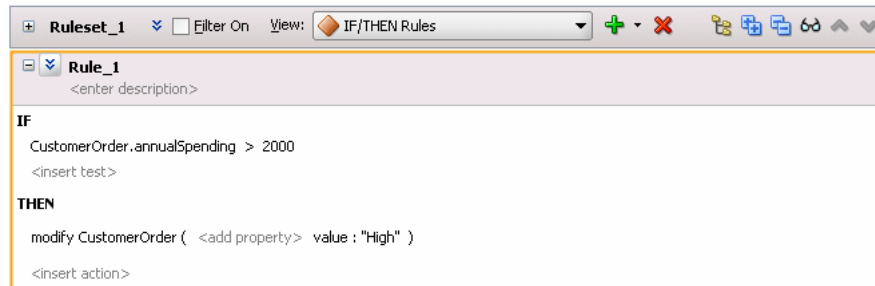 Ruleset_1 Filter On View: IF/THEN Rules
Rule_1
<enter description>
IF
CustomerOrder.annualSpending > 2000
<insert test>
THEN
modify CustomerOrder ( <add property> value : "High" )
<insert action>